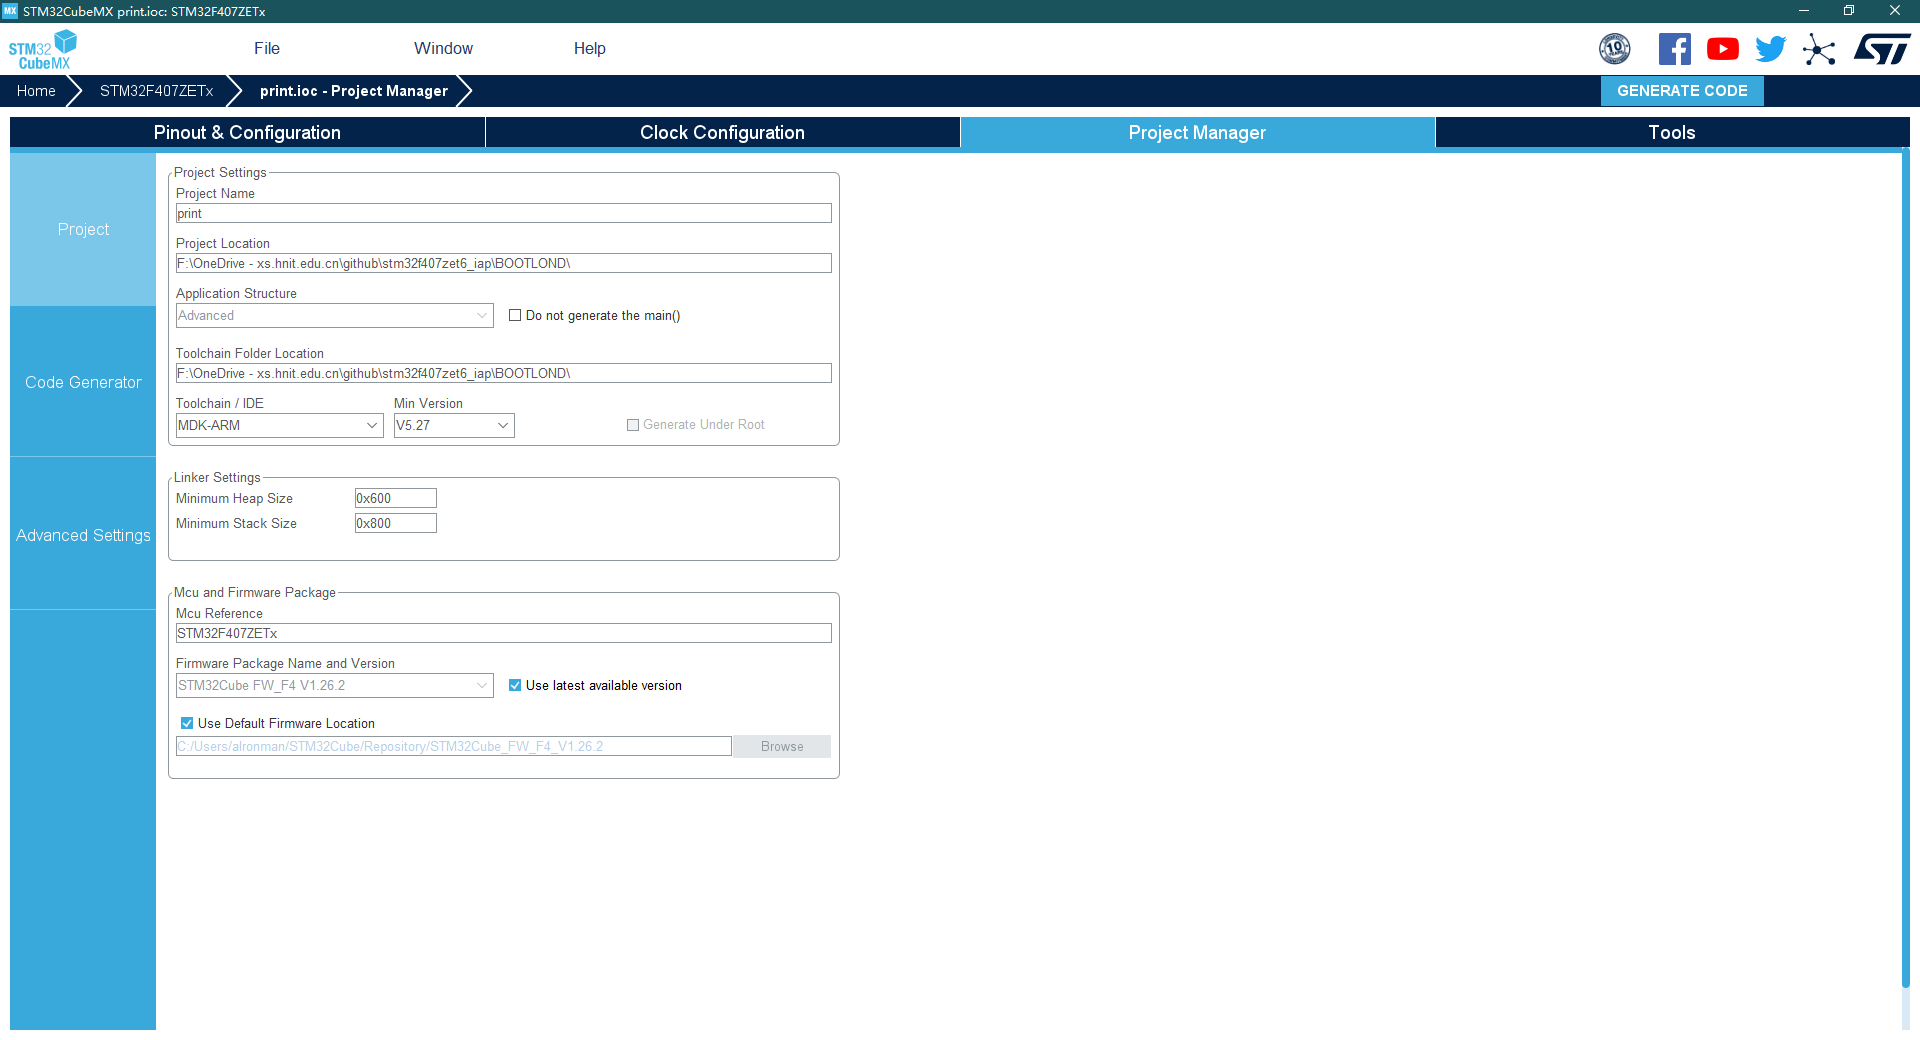 MX STM32CubeMX print.ioc: STM32F407ZETx
STM32 CubeMX
File Window Help
10
Home STM32F407ZETx print.ioc - Project Manager GENERATE CODE
Pinout & Configuration Clock Configuration Project Manager Tools
Project
Code Generator
Advanced Settings
Project Settings
Project Name
print
Project Location
F:\OneDrive - xs.hnit.edu.cn\github\stm32f407zet6_iap\BOOTLOND\
Application Structure
Advanced Do not generate the main()
Toolchain Folder Location
F:\OneDrive - xs.hnit.edu.cn\github\stm32f407zet6_iap\BOOTLOND\
Toolchain / IDE Min Version
MDK-ARM V5.27 Generate Under Root
Linker Settings
Minimum Heap Size 0x600
Minimum Stack Size 0x800
Mcu and Firmware Package
Mcu Reference
STM32F407ZETx
Firmware Package Name and Version
STM32Cube FW_F4 V1.26.2 Use latest available version
Use Default Firmware Location
C:/Users/alronman/STM32Cube/Repository/STM32Cube_FW_F4_V1.26.2 Browse